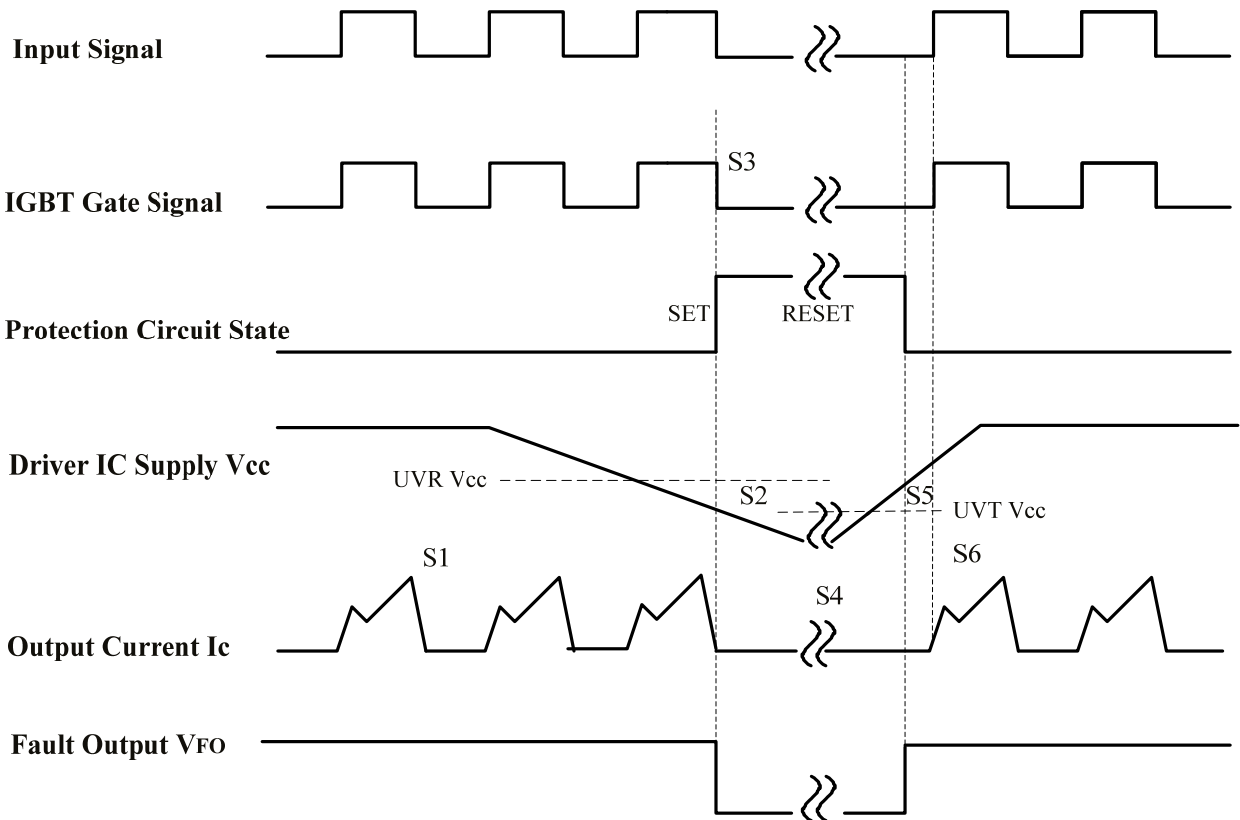 Input Signal
S3
IGBT Gate Signal
SET
RESET
Protection Circuit State
Driver IC Supply Vcc
UVR Vcc
S2
S5
UVT Vcc
S1
S6
S4
Output Current Ic
Fault Output VFO